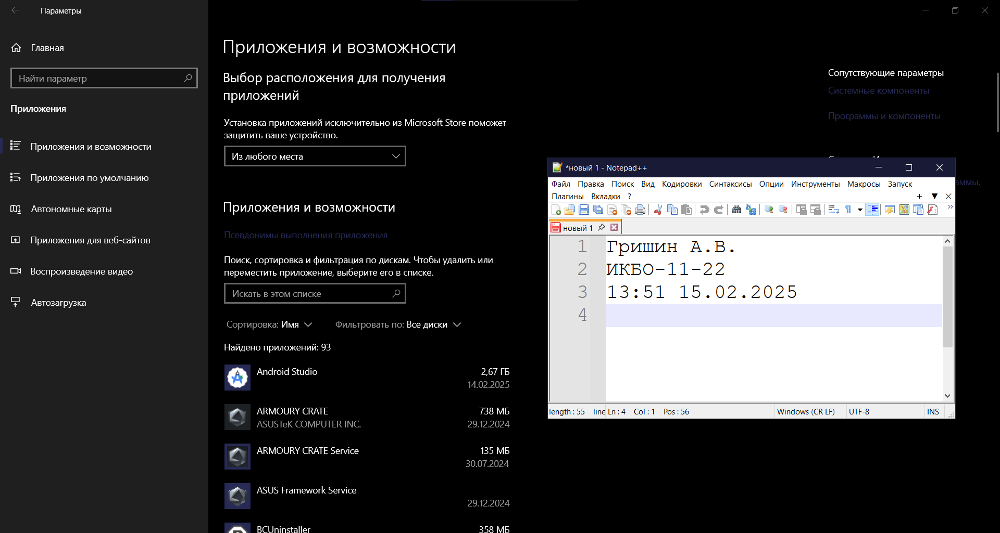 Параметры
Главная
Найти параметр
Приложения
Приложения и возможности
Приложения по умолчанию
Автономные карты
Приложения для веб-сайтов
Воспроизведение видео
Автозагрузка
Приложения и возможности
Выбор расположения для получения
приложений
Установка приложений исключительно из Microsoft Store поможет
защитить ваше устройство.
Из любого места
Приложения и возможности
Псевдонимы выполнения приложения
Поиск, сортировка и фильтрация по дискам. Чтобы удалить или
переместить приложение, выберите его в списке.
Искать в этом списке
Сортировка: Имя Фильтровать по: Все диски
Найдено приложений: 93
Android Studio 2,67 ГБ
14.02.2025
ARMOURY CRATE 738 МБ
ASUSTeK COMPUTER INC. 29.12.2024
ARMOURY CRATE Service 135 МБ
30.07.2024
ASUS Framework Service
29.12.2024
BCUninstaller 358 МБ
Сопутствующие параметры
Системные компоненты
Программы и компоненты
*новый 1 - Notepad++
Файл Правка Поиск Вид Кодировки Синтаксисы Опции Инструменты Макросы Запуск
Плагины Вкладки ?
новый 1
1 Гришин А.В.
2 ИКБО-11-22
3 13:51 15.02.2025
4
length : 55 line Ln : 4 Col : 1 Pos : 56 Windows (CR LF) UTF-8 INS